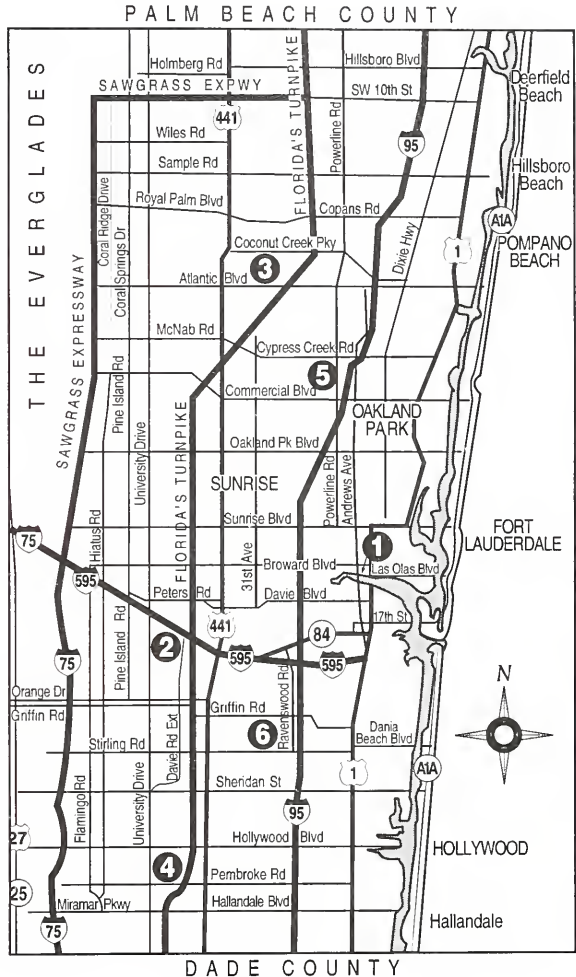 PALM BEACH COUNTY
Holmberg Rd
Hillsboro Blvd
SAWGRASS EXPWY
SW 10th St
Deerfield
Beach
441
Wiles Rd
95
Sample Rd
Powerline Rd
FLORIDA'S TURNPIKE
Hillsboro
Beach
THE EVERGLADES
Coral Ridge Drive
Royal Palm Blvd
Copans Rd
A1A
Coral Springs Dr
Coconut Creek Pky
Dixie Hwy
1
POMPANO
BEACH
3
Atlantic Blvd
SAWGRASS EXPRESSWAY
McNab Rd
Cypress Creek Rd
5
Pine Island Rd
Commercial Blvd
OAKLAND
PARK
University Drive
FLORIDA'S TURNPIKE
Oakland Pk Blvd
SUNRISE
Powerline Rd
Andrews Ave
Sunrise Blvd
FORT
LAUDERDALE
75
Hiatus Rd
31st Ave
1
Broward Blvd
Las Olas Blvd
595
Peters Rd
Davie Blvd
17th St
441
84
Pine Island Rd
2
595
595
75
Orange Dr
Griffin Rd
Griffin Rd
Ravenswood Rd
N
6
Stirling Rd
Davie Rd Ext
Dania
Beach Blvd
1
A1A
Flamingo Rd
University Drive
Sheridan St
95
27
Hollywood Blvd
HOLLYWOOD
4
Pembroke Rd
25
Miramar Pkwy
Hallandale Blvd
Hallandale
75
DADE COUNTY